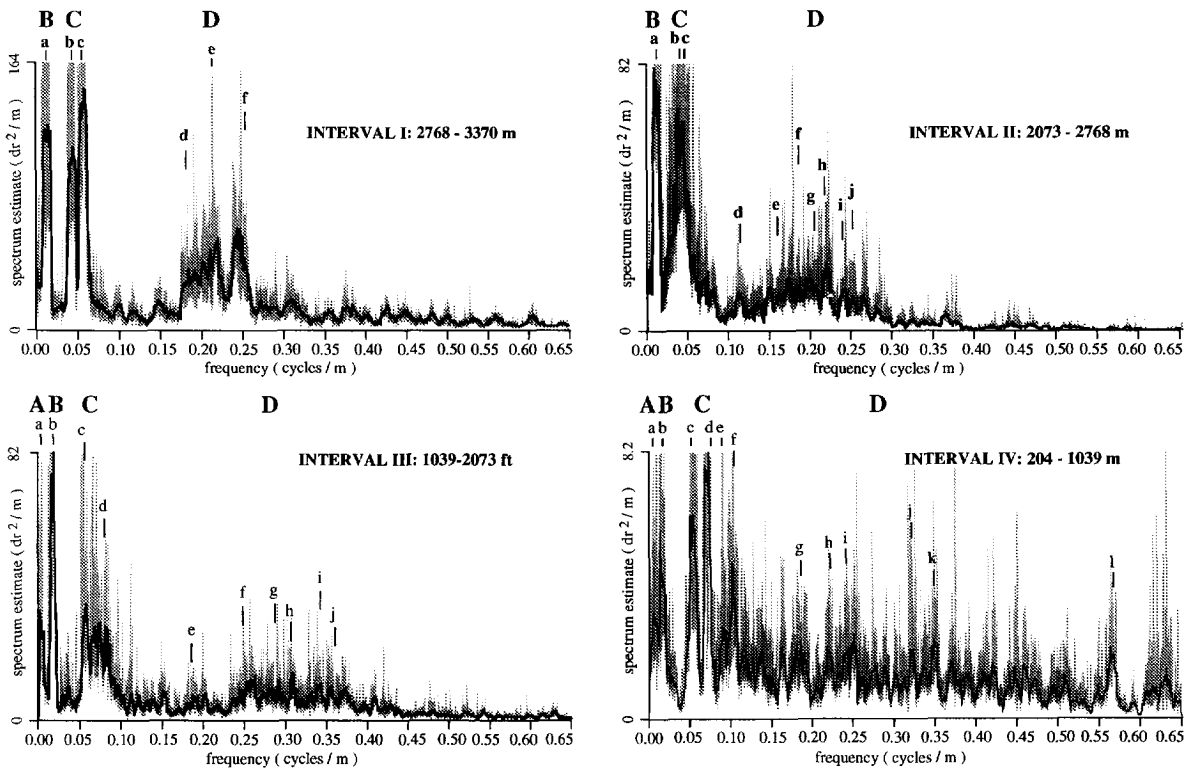 B C D
a b c
d
e
f
164
0
spectrum estimate ( dr 2 / m )
INTERVAL I: 2768 - 3370 m
0.00 0.05 0.10 0.15 0.20 0.25 0.30 0.35 0.40 0.45 0.50 0.55 0.60 0.65
frequency ( cycles / m )
B C D
a b c
d
e
f
g
h
i
j
82
0
spectrum estimate ( dr 2 / m )
INTERVAL II: 2073 - 2768 m
0.00 0.05 0.10 0.15 0.20 0.25 0.30 0.35 0.40 0.45 0.50 0.55 0.60 0.65
frequency ( cycles / m )
A B C D
a b c
d
e
f
g
h
i
j
82
0
spectrum estimate ( dr 2 / m )
INTERVAL III: 1039-2073 ft
0.00 0.05 0.10 0.15 0.20 0.25 0.30 0.35 0.40 0.45 0.50 0.55 0.60 0.65
frequency ( cycles / m )
A B C D
a b c d e f
g
h
i
j
k
l
8.2
0
spectrum estimate ( dr 2 / m )
INTERVAL IV: 204 - 1039 m
0.00 0.05 0.10 0.15 0.20 0.25 0.30 0.35 0.40 0.45 0.50 0.55 0.60 0.65
frequency ( cycles / m )